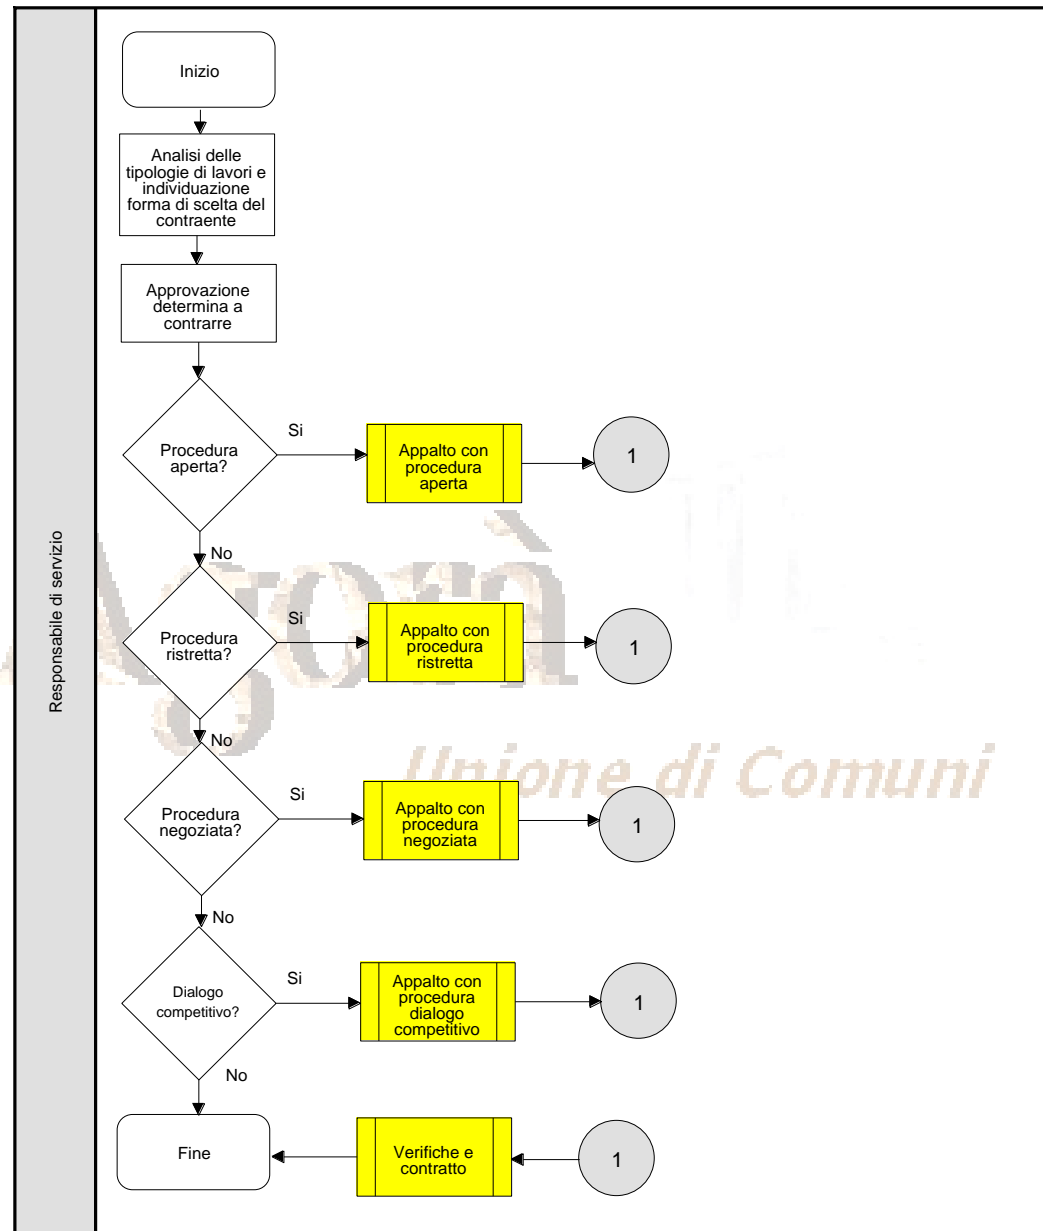 Responsabile di servizio
Inizio
Analisi delle
tipologie di lavori e
individuazione
forma di scelta del
contraente
Approvazione
determina a
contrarre
Procedura
aperta?
Si
Appalto con
procedura
aperta
1
No
Procedura
ristretta?
Si
Appalto con
procedura
ristretta
1
No
Procedura
negoziata?
Si
Appalto con
procedura
negoziata
1
No
Dialogo
competitivo?
Si
Appalto con
procedura
dialogo
competitivo
1
No
Fine
Verifiche e
contratto
1
Agorà
Unione di Comuni